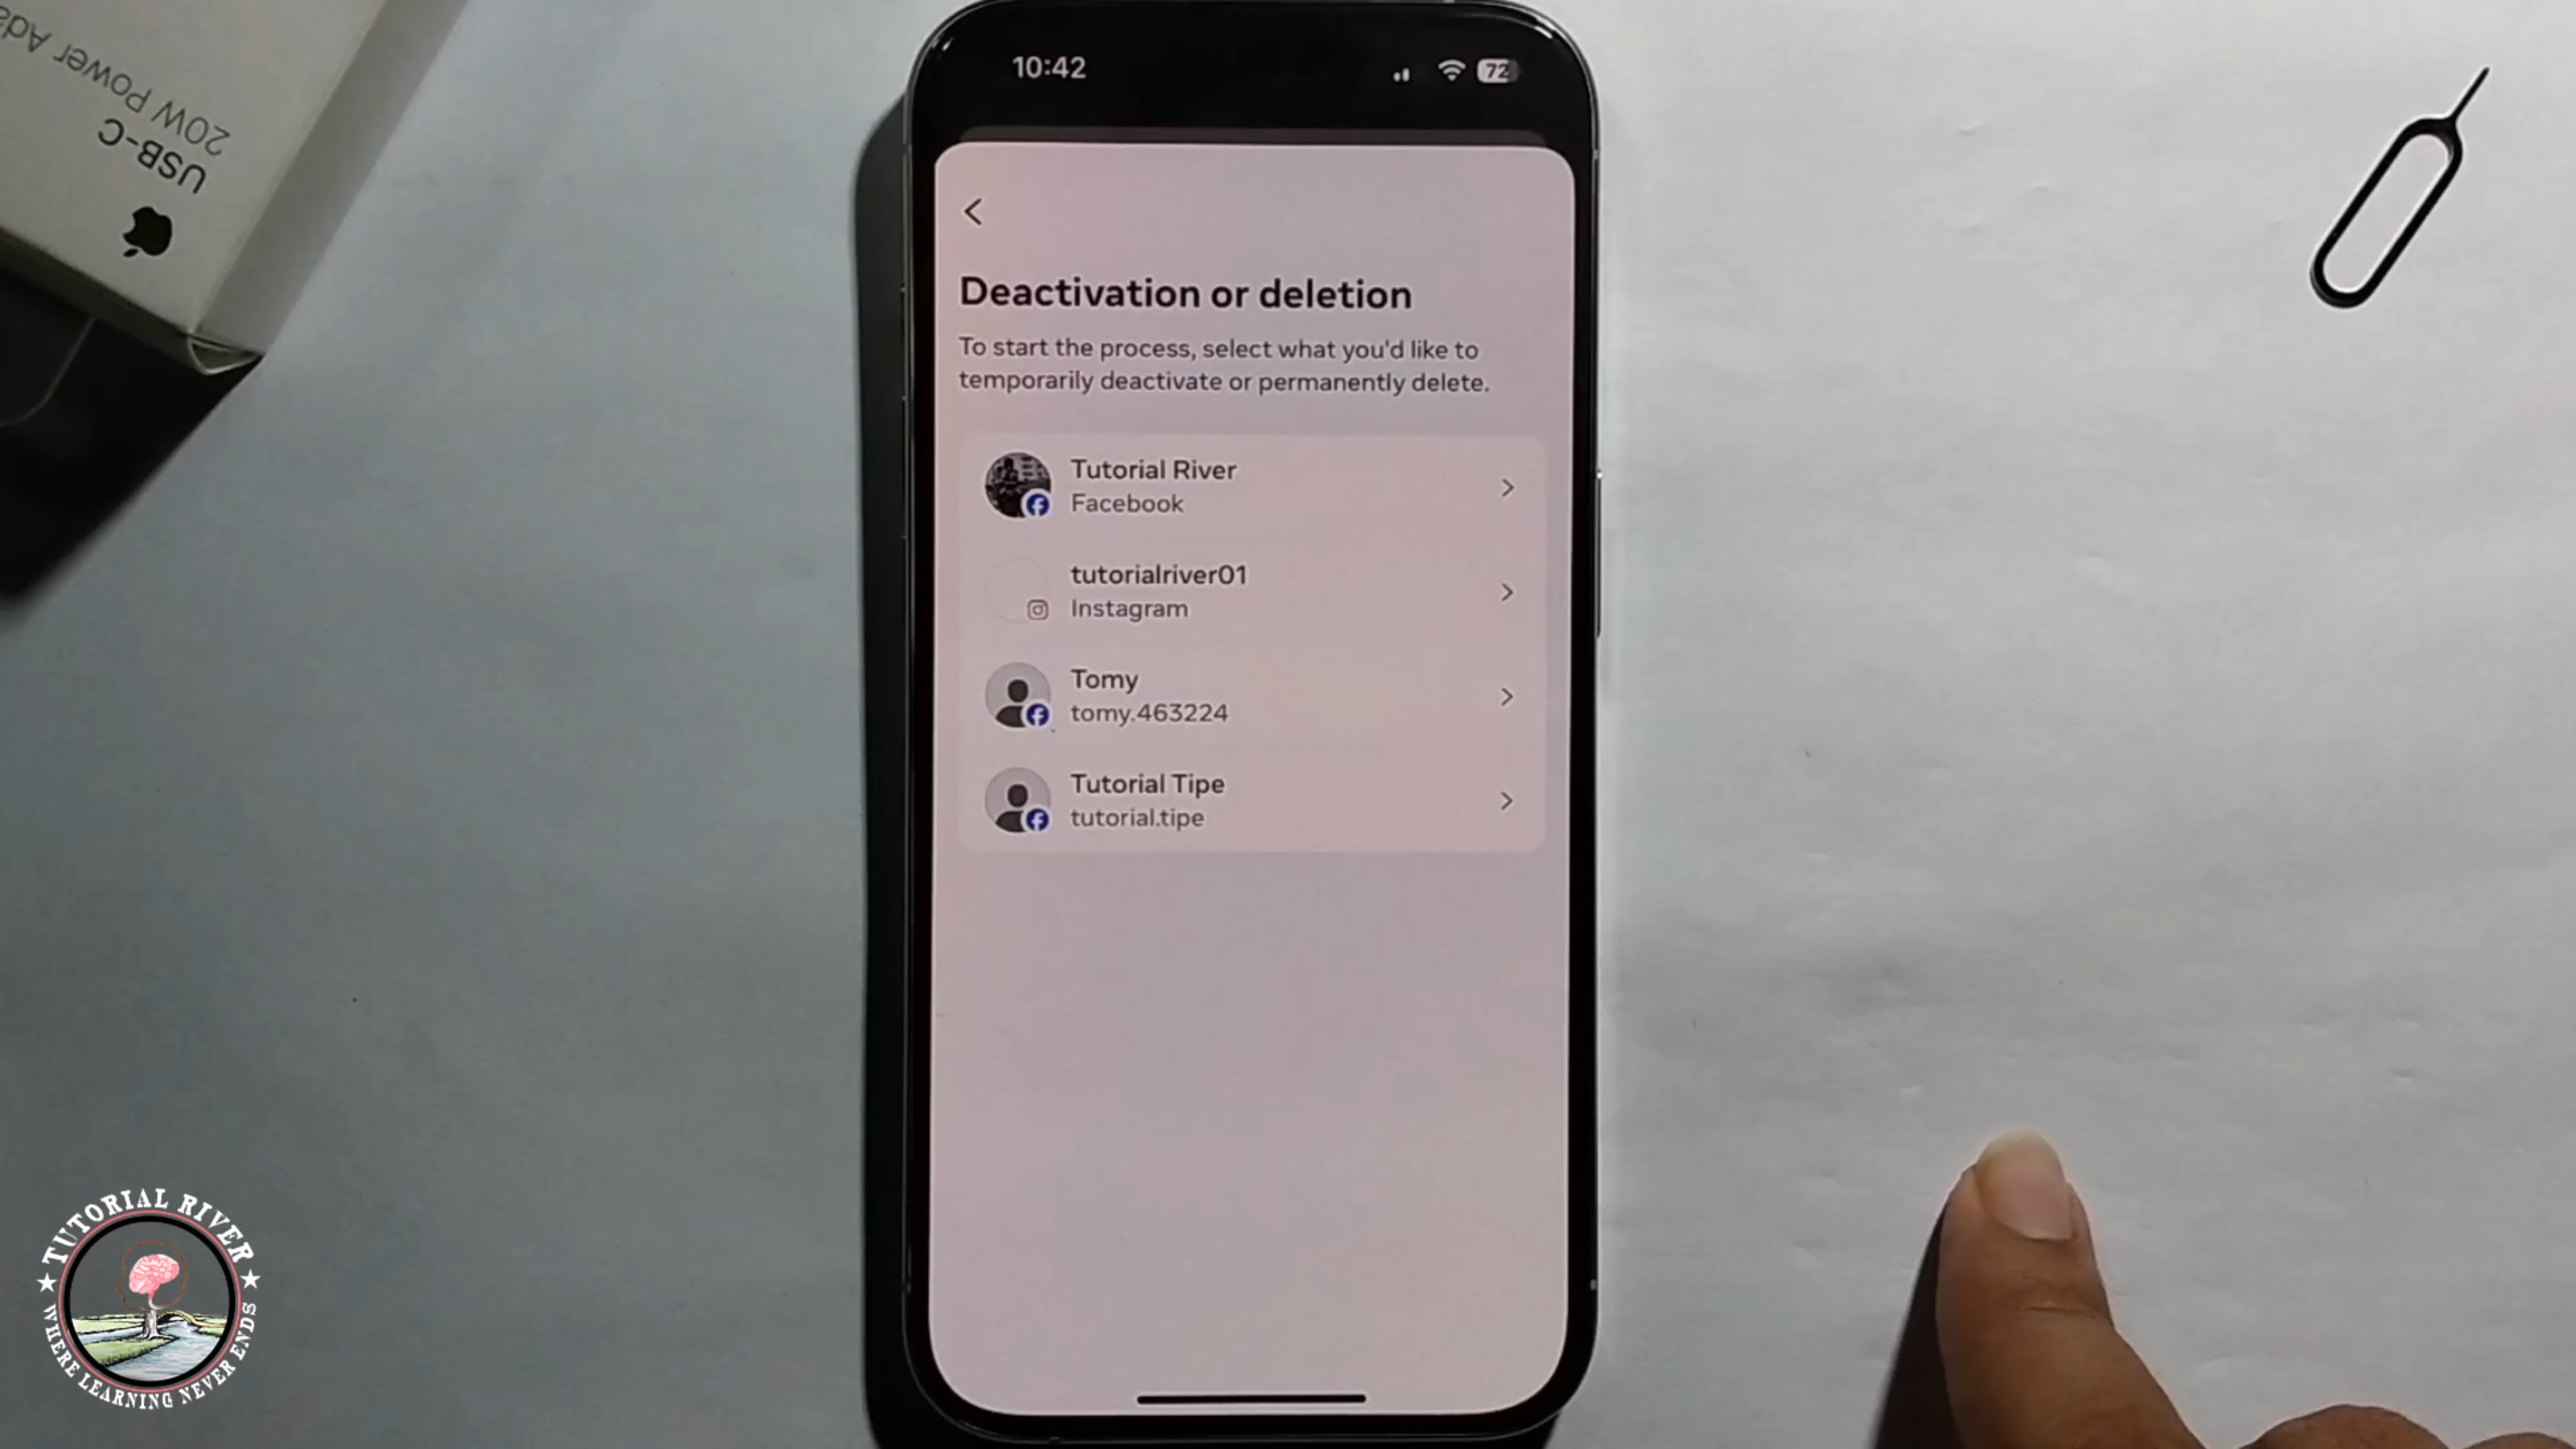 20W Power Ada
USB-C
10:42
72
Deactivation or deletion
To start the process, select what you'd like to
temporarily deactivate or permanently delete.
Tutorial River
Facebook
tutorialriver01
Instagram
Tomy
tomy.463224
Tutorial Tipe
tutorial.tipe
TUTORIAL RIVER
WHERE LEARNING NEVER ENDS